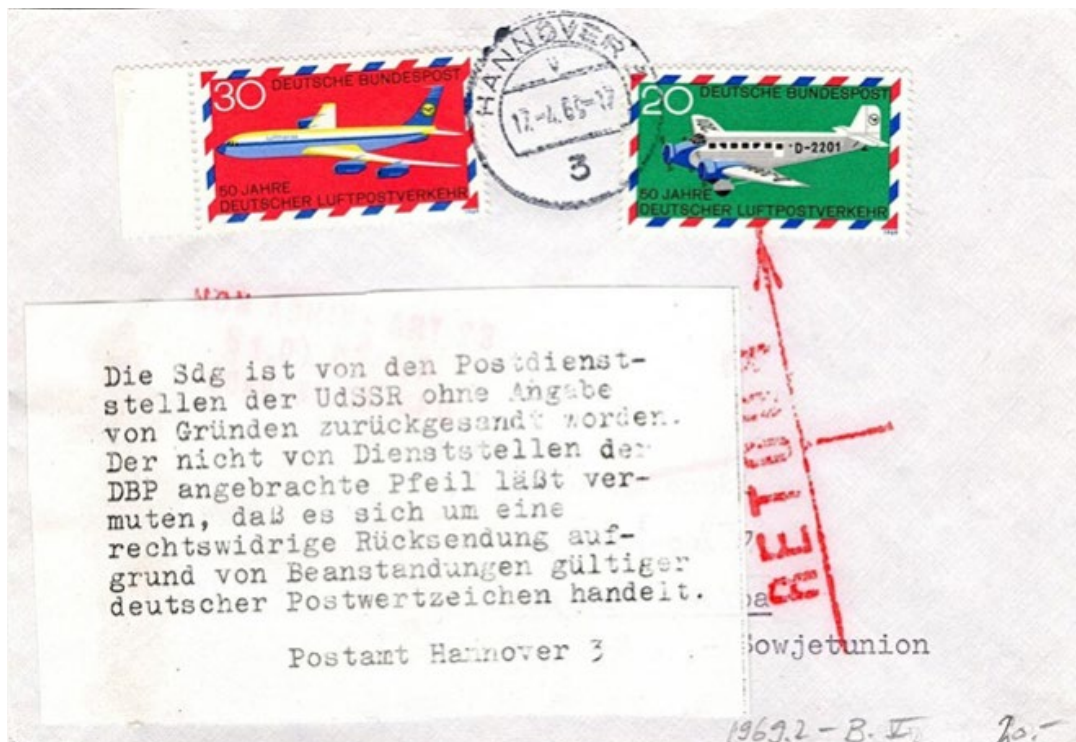 30 DEUTSCHE BUNDESPOST
Lufthansa
50 JAHRE
DEUTSCHER LUFTPOSTVERKEHR
HANNOVER
v
17.-4.69-17
3
20 DEUTSCHE BUNDESPOST
D-2201
50 JAHRE
DEUTSCHER LUFTPOSTVERKEHR
RETOUR
Die Sdg ist von den Postdienst-
stellen der UdSSR ohne Angabe
von Gründen zurückgesandt worden.
Der nicht von Dienststellen der
DBP angebrachte Pfeil läßt ver-
muten, daß es sich um eine
rechtswidrige Rücksendung auf-
grund von Beanstandungen gültiger
deutscher Postwertzeichen handelt.
Postamt Hannover 3
Sowjetunion
1969.2 - B.
20.-